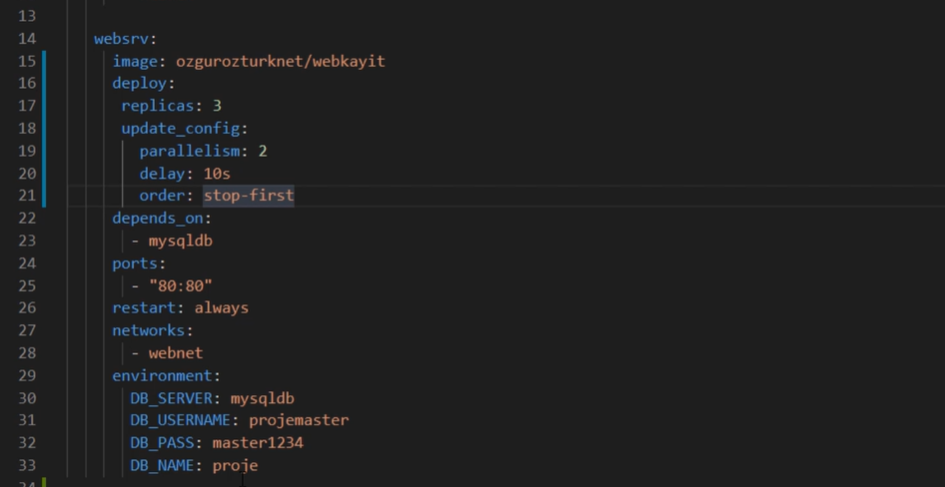 13
14 websrv:
15 image: ozgurozturknet/webkayit
16 deploy:
17 replicas: 3
18 update_config:
19 parallelism: 2
20 delay: 10s
21 order: stop-first
22 depends_on:
23 - mysqldb
24 ports:
25 - "80:80"
26 restart: always
27 networks:
28 - webnet
29 environment:
30 DB_SERVER: mysqldb
31 DB_USERNAME: projemaster
32 DB_PASS: master1234
33 DB_NAME: proje